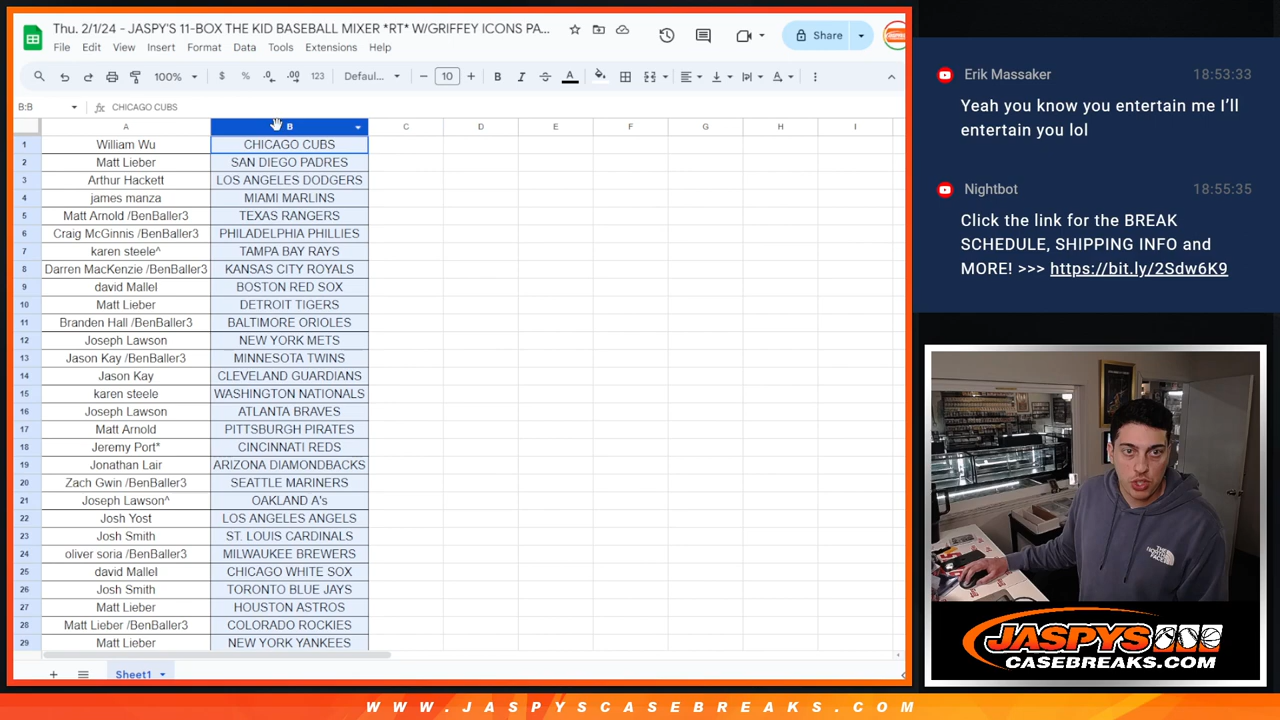 Thu. 2/1/24 - JASPY'S 11-BOX THE KID BASEBALL MIXER *RT* W/GRIFFEY ICONS PA...
File Edit View Insert Format Data Tools Extensions Help
Share
100% $ % .0 .00 123 Defaul... 10 B I A
B:B fx CHICAGO CUBS
A B C D E F G H I
1 William Wu CHICAGO CUBS
2 Matt Lieber SAN DIEGO PADRES
3 Arthur Hackett LOS ANGELES DODGERS
4 james manza MIAMI MARLINS
5 Matt Arnold /BenBaller3 TEXAS RANGERS
6 Craig McGinnis /BenBaller3 PHILADELPHIA PHILLIES
7 karen steele^ TAMPA BAY RAYS
8 Darren MacKenzie /BenBaller3 KANSAS CITY ROYALS
9 david Mallel BOSTON RED SOX
10 Matt Lieber DETROIT TIGERS
11 Branden Hall /BenBaller3 BALTIMORE ORIOLES
12 Joseph Lawson NEW YORK METS
13 Jason Kay /BenBaller3 MINNESOTA TWINS
14 Jason Kay CLEVELAND GUARDIANS
15 karen steele WASHINGTON NATIONALS
16 Joseph Lawson ATLANTA BRAVES
17 Matt Arnold PITTSBURGH PIRATES
18 Jeremy Port* CINCINNATI REDS
19 Jonathan Lair ARIZONA DIAMONDBACKS
20 Zach Gwin /BenBaller3 SEATTLE MARINERS
21 Joseph Lawson^ OAKLAND A's
22 Josh Yost LOS ANGELES ANGELS
23 Josh Smith ST. LOUIS CARDINALS
24 oliver soria /BenBaller3 MILWAUKEE BREWERS
25 david Mallel CHICAGO WHITE SOX
26 Josh Smith TORONTO BLUE JAYS
27 Matt Lieber HOUSTON ASTROS
28 Matt Lieber /BenBaller3 COLORADO ROCKIES
29 Matt Lieber NEW YORK YANKEES
Sheet1
Erik Massaker 18:53:33
Yeah you know you entertain me I'll
entertain you lol
Nightbot 18:55:35
Click the link for the BREAK
SCHEDULE, SHIPPING INFO and
MORE! >>> https://bit.ly/2Sdw6K9
THE NORTH FACE
JASPYS
CASEBREAKS.COM
WWW.JASPYSCASEBREAKS.COM